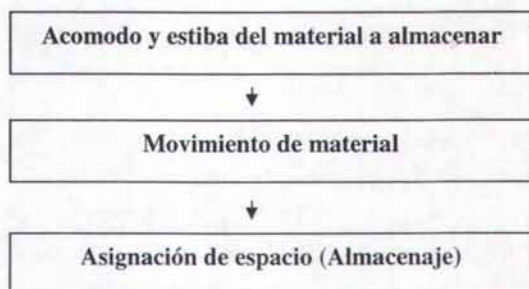 Acomodo y estiba del material a almacenar
Movimiento de material
Asignación de espacio (Almacenaje)